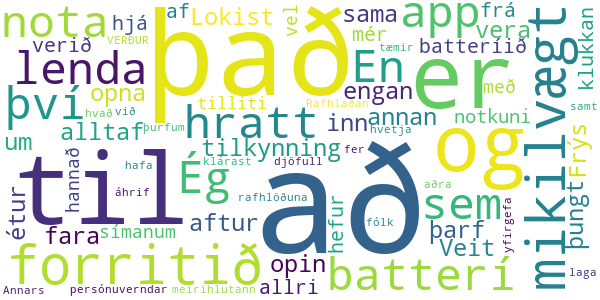 nota
hjá
af
Lokist
vel
sama
app
frá
vera
verið
VERÐUR
það
mér
tæmir
batteríið
klukkan
lenda
opna
En
er
engan
með
mikilvægt
því
tilliti
Rafhlaðan
inn
annan
notkuni
samt
um
alltaf
hvað
við
hratt
og
Frýs
þurfum
tilkynning
hvetja
til
hannað
hafa
Ég
klárast
djöfull
fer
aðra
þungt
étur
áhrif
að
sem
rafhlöðuna
fara
símanum
aftur
hefur
fólk
þarf
Veit
yfirgefa
forritið
opin
batterí
allri
laga
Annars
persónuverndar
meirihlutann